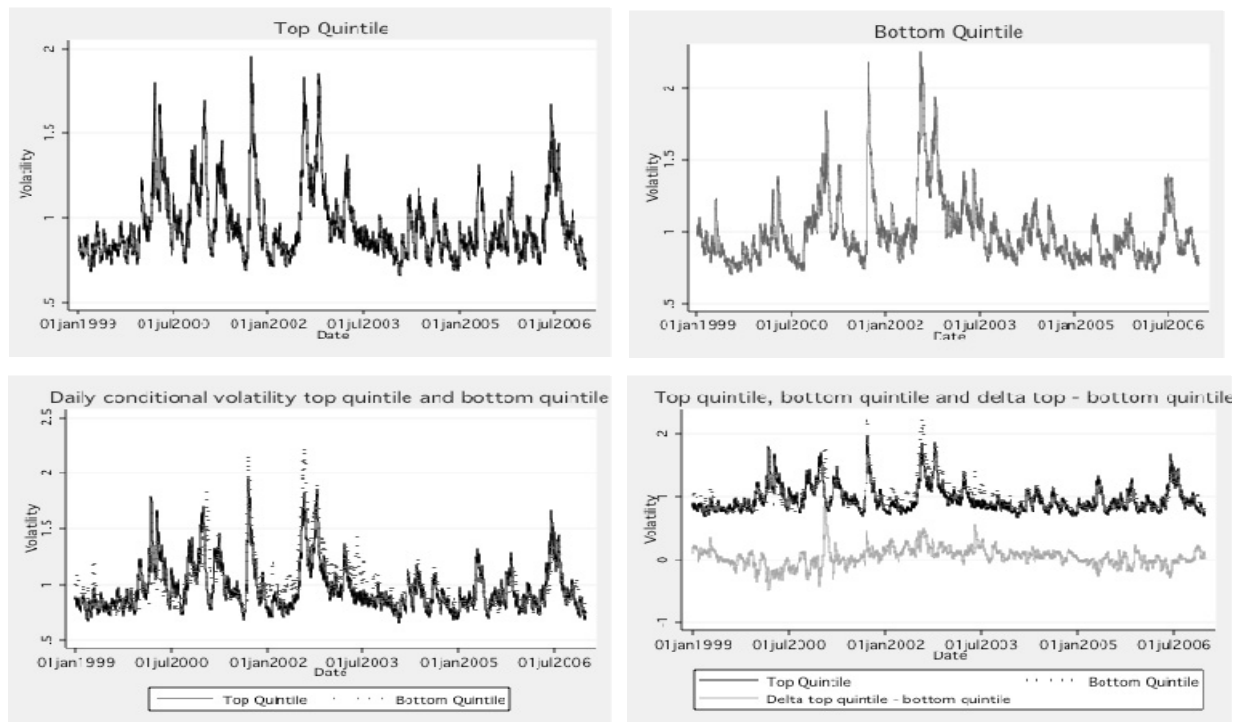 Top Quintile
Volatility
2
1.5
1
.5
01jan1999 01jul2000 01jan2002 01jul2003 01jan2005 01jul2006
Date
Bottom Quintile
Volatility
2
1.5
1
.5
01jan1999 01jul2000 01jan2002 01jul2003 01jan2005 01jul2006
Date
Daily conditional volatility top quintile and bottom quintile
Volatility
2.5
2
1.5
1
.5
01jan1999 01jul2000 01jan2002 01jul2003 01jan2005 01jul2006
Date
Top Quintile Bottom Quintile
Top quintile, bottom quintile and delta top - bottom quintile
Volatility
2
1
0
-1
01jan1999 01jul2000 01jan2002 01jul2003 01jan2005 01jul2006
Date
Top Quintile Bottom Quintile
Delta top quintile - bottom quintile